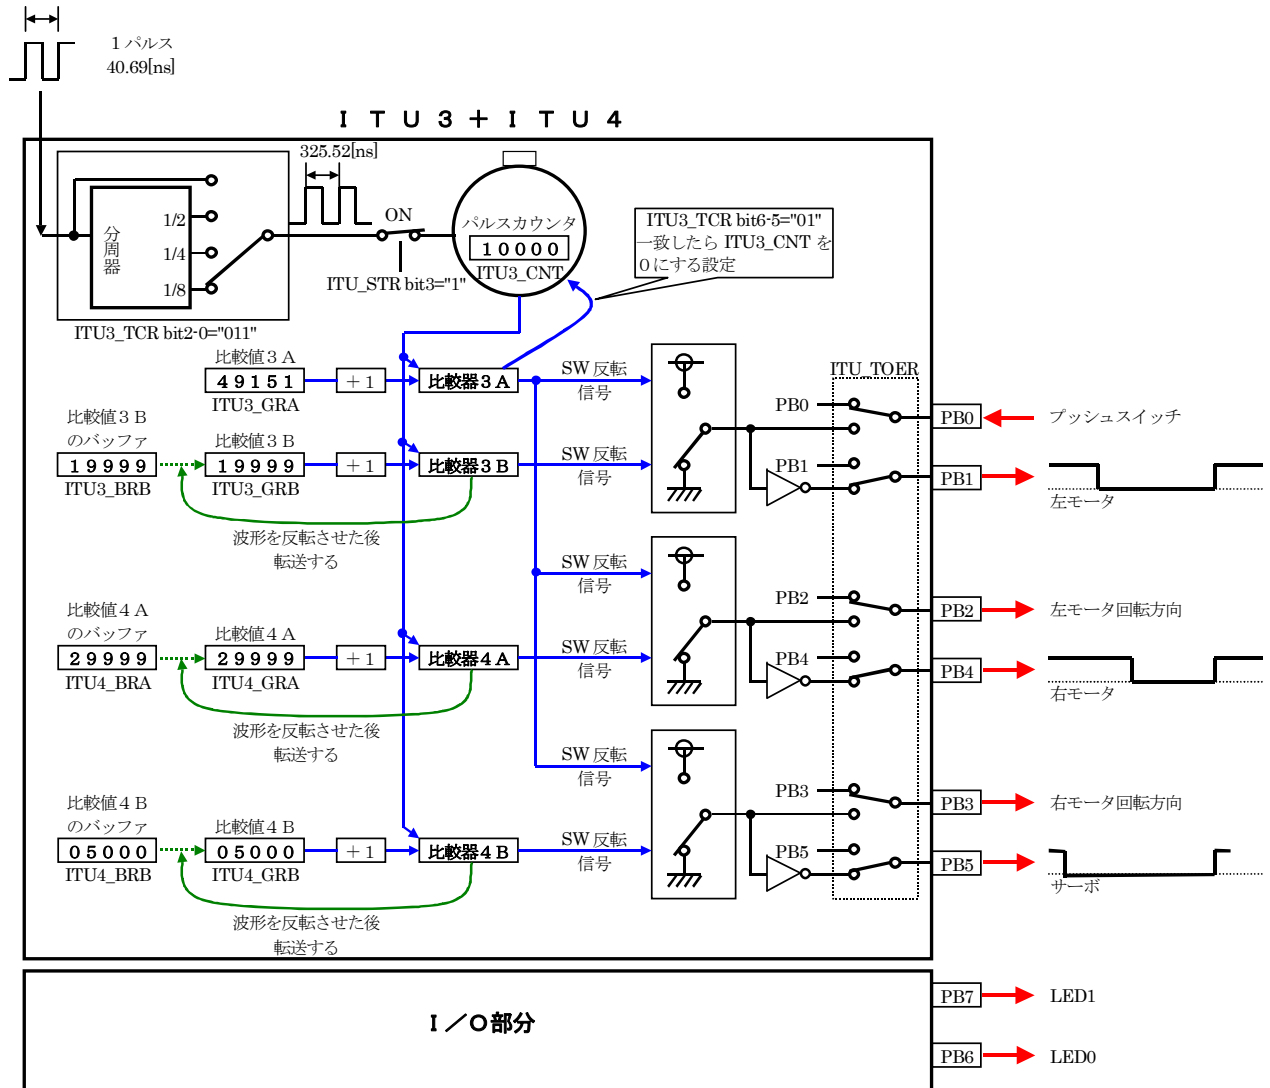 1 パルス
40.69[ns]
ＩＴＵ３＋ＩＴＵ４
325.52[ns]
分周器
1/2
1/4
1/8
ITU3_TCR bit2-0="011"
ON
ITU_STR bit3="1"
パルスカウンタ
１００００
ITU3_CNT
ITU3_TCR bit6-5="01"
一致したら ITU3_CNT を
０にする設定
比較値３Ａ
４９１５１
ITU3_GRA
＋1
比較器３Ａ
SW 反転
信号
比較値３Ｂ
のバッファ
１９９９９
ITU3_BRB
比較値３Ｂ
１９９９９
ITU3_GRB
＋1
比較器３Ｂ
SW 反転
信号
波形を反転させた後
転送する
ITU_TOER
PB0
PB1
PB0
プッシュスイッチ
PB1
左モータ
SW 反転
信号
比較値４Ａ
のバッファ
２９９９９
ITU4_BRA
比較値４Ａ
２９９９９
ITU4_GRA
＋1
比較器４Ａ
SW 反転
信号
波形を反転させた後
転送する
PB2
PB4
PB2
左モータ回転方向
PB4
右モータ
SW 反転
信号
比較値４Ｂ
のバッファ
０５０００
ITU4_BRB
比較値４Ｂ
０５０００
ITU4_GRB
＋1
比較器４Ｂ
SW 反転
信号
波形を反転させた後
転送する
PB3
PB5
PB3
右モータ回転方向
PB5
サーボ
Ｉ／Ｏ部分
PB7
LED1
PB6
LED0